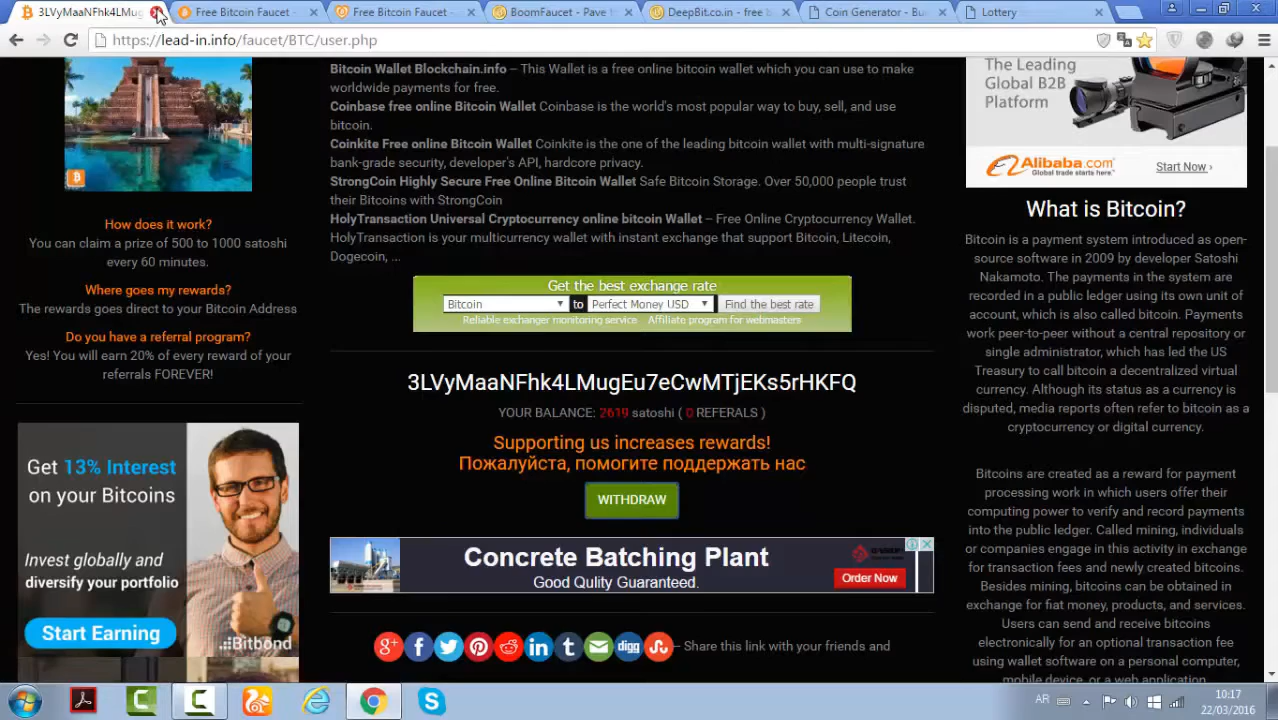 3LVyMaaNFhk4LMug
Free Bitcoin Faucet -
Free Bitcoin Faucet -
BoomFaucet - Pave t
DeepBit.co.in - free b
Coin Generator - Bu
Lottery
https://lead-in.info/faucet/BTC/user.php
How does it work?
You can claim a prize of 500 to 1000 satoshi
every 60 minutes.
Where goes my rewards?
The rewards goes direct to your Bitcoin Address
Do you have a referral program?
Yes! You will earn 20% of every reward of your
referrals FOREVER!
Get 13% Interest
on your Bitcoins
Invest globally and
diversify your portfolio
Start Earning
Bitbond
Bitcoin Wallet Blockchain.info – This Wallet is a free online bitcoin wallet which you can use to make
worldwide payments for free.
Coinbase free online Bitcoin Wallet Coinbase is the world's most popular way to buy, sell, and use
bitcoin.
Coinkite Free online Bitcoin Wallet Coinkite is the one of the leading bitcoin wallet with multi-signature
bank-grade security, developer's API, hardcore privacy.
StrongCoin Highly Secure Free Online Bitcoin Wallet Safe Bitcoin Storage. Over 50,000 people trust
their Bitcoins with StrongCoin
HolyTransaction Universal Cryptocurrency online bitcoin Wallet – Free Online Cryptocurrency Wallet.
HolyTransaction is your multicurrency wallet with instant exchange that support Bitcoin, Litecoin,
Dogecoin, ...
Get the best exchange rate
Bitcoin to Perfect Money USD Find the best rate
Reliable exchanger monitoring service Affiliate program for webmasters
3LVyMaaNFhk4LMugEu7eCwMTjEKs5rHKFQ
YOUR BALANCE: 2619 satoshi ( 0 REFERALS )
Supporting us increases rewards!
Пожалуйста, помогите поддержать нас
WITHDRAW
Concrete Batching Plant
Good Qulity Guaranteed.
Order Now
Share this link with your friends and
The Leading
Global B2B
Platform
Alibaba.com
Global trade starts here.™
Start Now ›
What is Bitcoin?
Bitcoin is a payment system introduced as open-
source software in 2009 by developer Satoshi
Nakamoto. The payments in the system are
recorded in a public ledger using its own unit of
account, which is also called bitcoin. Payments
work peer-to-peer without a central repository or
single administrator, which has led the US
Treasury to call bitcoin a decentralized virtual
currency. Although its status as a currency is
disputed, media reports often refer to bitcoin as a
cryptocurrency or digital currency.
Bitcoins are created as a reward for payment
processing work in which users offer their
computing power to verify and record payments
into the public ledger. Called mining, individuals
or companies engage in this activity in exchange
for transaction fees and newly created bitcoins.
Besides mining, bitcoins can be obtained in
exchange for fiat money, products, and services.
Users can send and receive bitcoins
electronically for an optional transaction fee
using wallet software on a personal computer,
mobile device, or a web application.
AR
10:17
22/03/2016